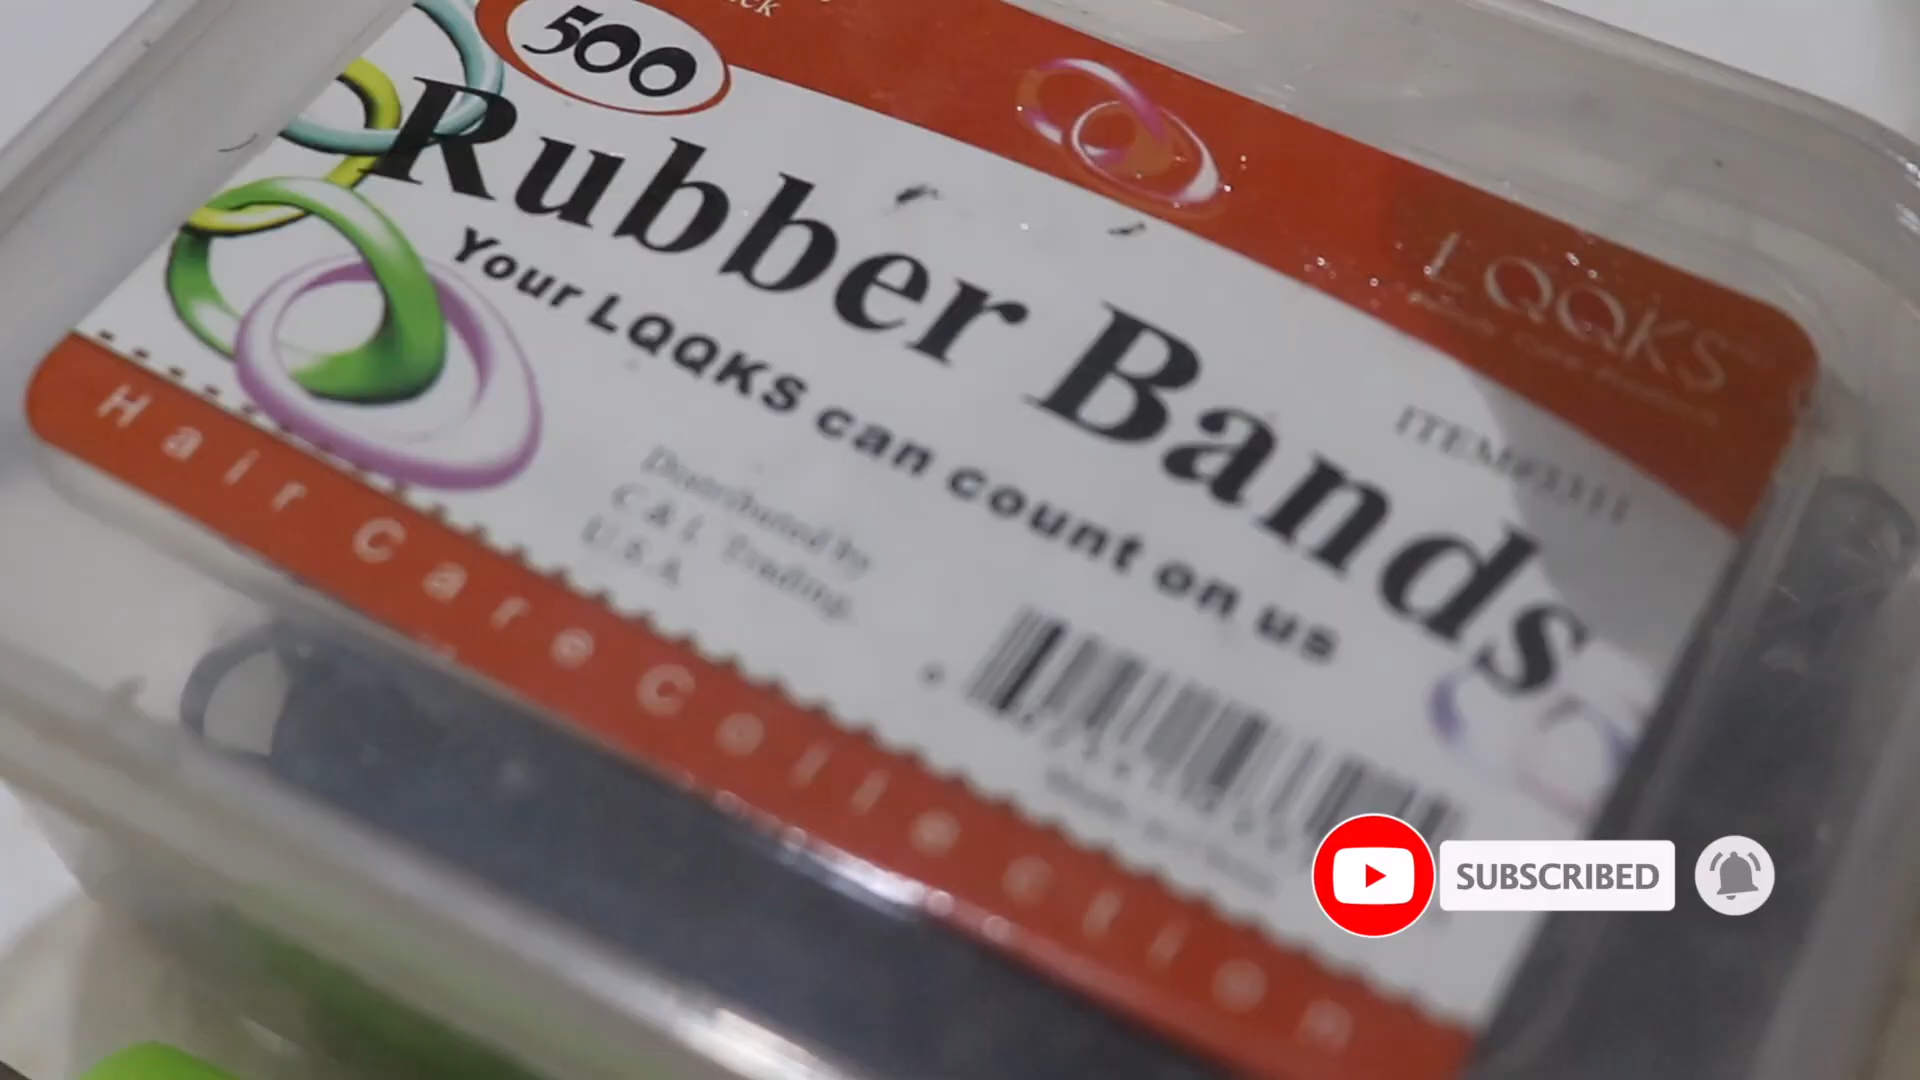 500
Rubber Bands
Your LQQKS can count on us
LQQKS
Distributed by
C & L Trading.
U.S.A
Hair Care Collection
SUBSCRIBED